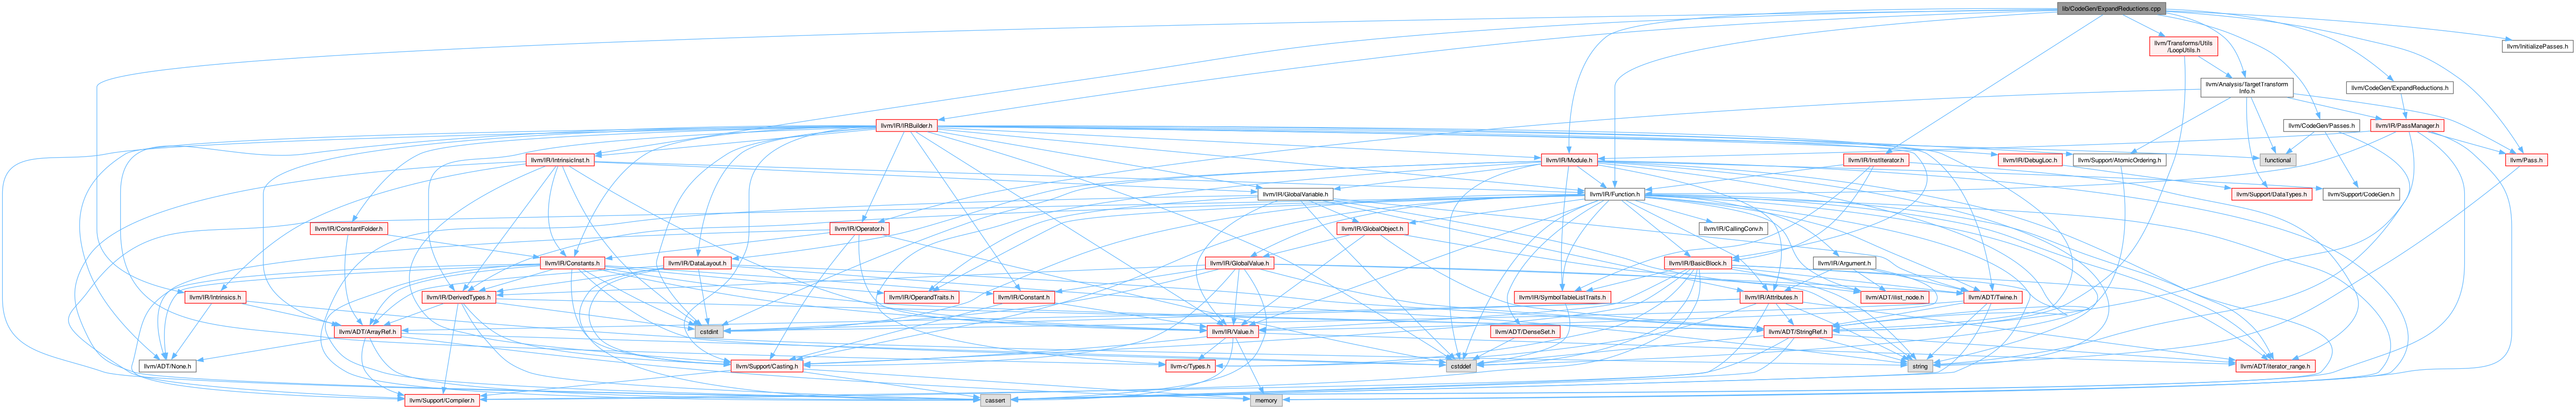 lib/CodeGen/ExpandReductions.cpp
llvm/Transforms/Utils
/LoopUtils.h
llvm/InitializePasses.h
llvm/Analysis/TargetTransform
Info.h
llvm/CodeGen/ExpandReductions.h
llvm/IR/IRBuilder.h
llvm/CodeGen/Passes.h
llvm/IR/PassManager.h
llvm/IR/IntrinsicInst.h
llvm/IR/Module.h
llvm/IR/InstIterator.h
llvm/IR/DebugLoc.h
llvm/Support/AtomicOrdering.h
functional
llvm/Pass.h
llvm/IR/GlobalVariable.h
llvm/IR/Function.h
llvm/Support/DataTypes.h
llvm/Support/CodeGen.h
llvm/IR/ConstantFolder.h
llvm/IR/Operator.h
llvm/IR/GlobalObject.h
llvm/IR/CallingConv.h
llvm/IR/Constants.h
llvm/IR/DataLayout.h
llvm/IR/GlobalValue.h
llvm/IR/BasicBlock.h
llvm/IR/Argument.h
llvm/IR/Intrinsics.h
llvm/IR/DerivedTypes.h
llvm/IR/OperandTraits.h
llvm/IR/Constant.h
llvm/IR/SymbolTableListTraits.h
llvm/IR/Attributes.h
llvm/ADT/ilist_node.h
llvm/ADT/Twine.h
llvm/ADT/ArrayRef.h
cstdint
llvm/IR/Value.h
llvm/ADT/DenseSet.h
llvm/ADT/StringRef.h
llvm/ADT/None.h
llvm/Support/Casting.h
llvm-c/Types.h
cstddef
string
llvm/ADT/iterator_range.h
llvm/Support/Compiler.h
cassert
memory